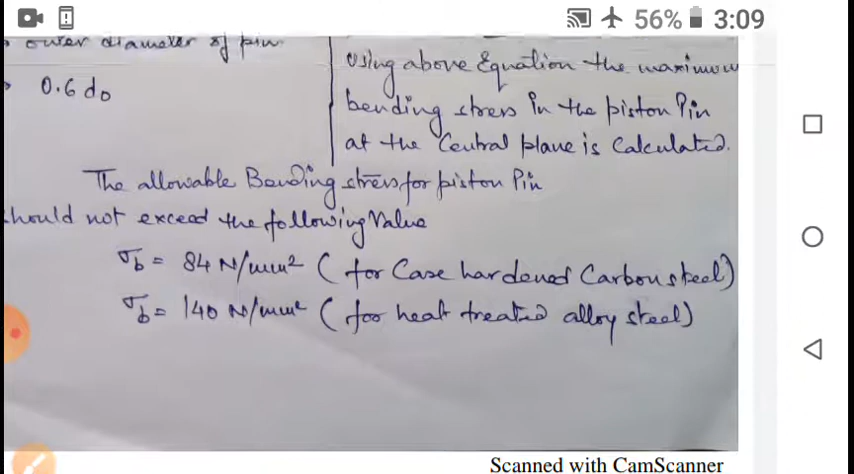 56% 3:09
outer diameter of pin.
0.6 do
Using above Equation the maximum
bending stress in the piston Pin
at the Central plane is Calculated.
The allowable Bending stress for piston Pin
should not exceed the following Value
σb = 84 N/mm² ( for Case hardened Carbon steel)
σb = 140 N/mm² ( for heat treated alloy steel)
Scanned with CamScanner